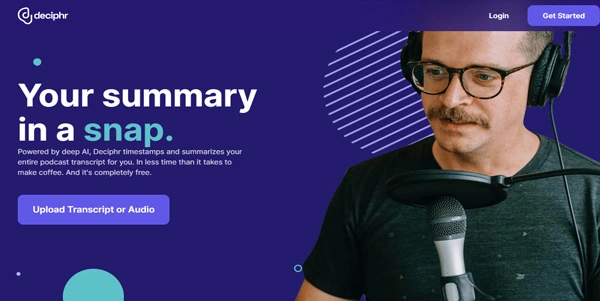 deciphr
Login
Get Started
Your summary
in a snap.
Powered by deep AI, Deciphr timestamps and summarizes your
entire podcast transcript for you. In less time than it takes to
make coffee. And it's completely free.
Upload Transcript or Audio